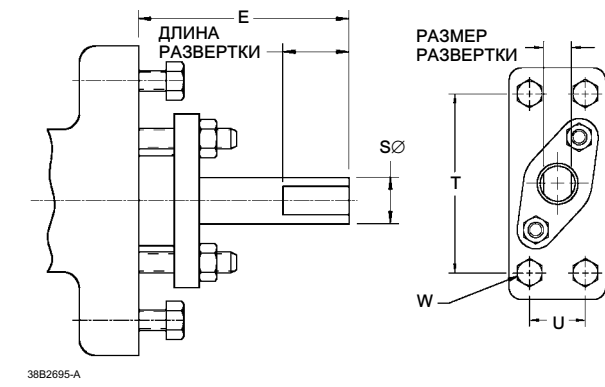 E
ДЛИНА
РАЗВЕРТКИ
РАЗМЕР
РАЗВЕРТКИ
S∅
T
W
U
38B2695-A